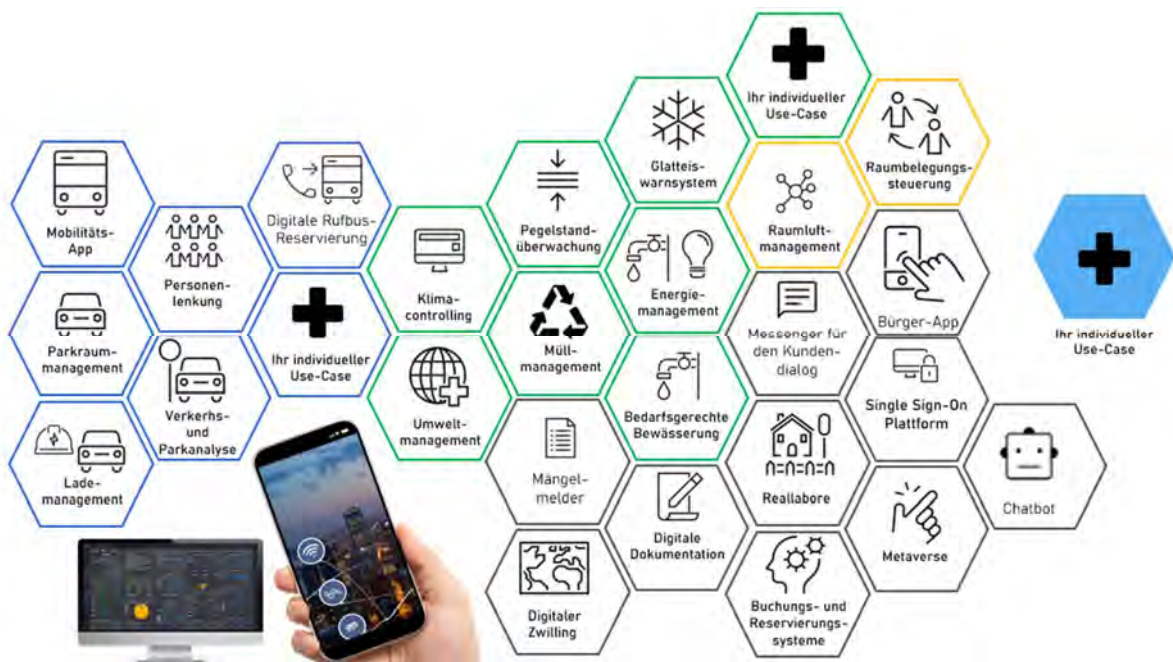 Mobilitäts-
App
Parkraum-
management
Lade-
management
Personen-
lenkung
Verkerhs-
und
Parkanalyse
Digitale Rufbus-
Reservierung
Ihr individueller
Use-Case
Klima-
controlling
Umwelt-
management
Pegelstand-
überwachung
Müll-
management
Mängel-
melder
Digitaler
Zwilling
Glatteis-
warnsystem
Energie-
management
Bedarfsgerechte
Bewässerung
Digitale
Dokumentation
Ihr individueller
Use-Case
Raumluft-
management
Messenger für
den Kunden-
dialog
Reallabore
Buchungs- und
Reservierungs-
systeme
Raumbelegungs-
steuerung
Bürger-App
Single Sign-On
Plattform
Metaverse
Chatbot
Ihr individueller
Use-Case